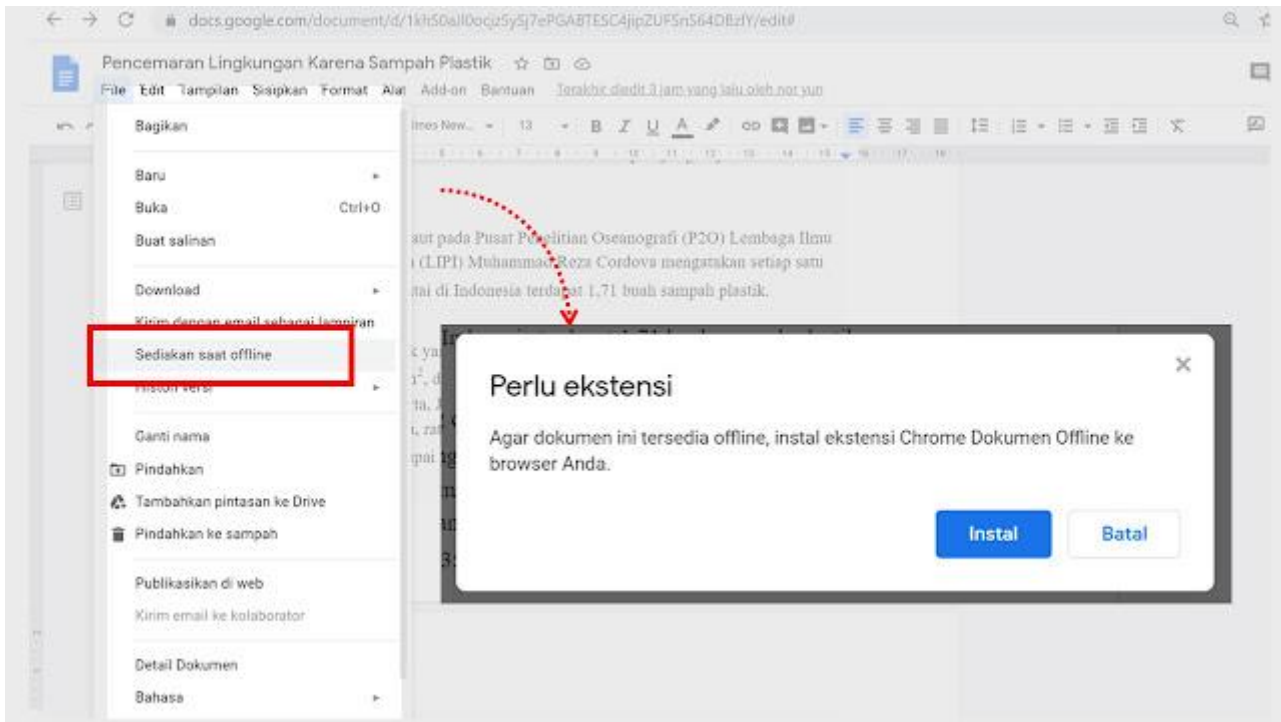 docs.google.com/document/d/
Pencemaran Lingkungan Karena Sampah Plastik
File Edit Tampilan Sisipkan Format Alat Add-on Bantuan Terakhir diedit 3 jam yang lalu oleh nor yun
Times New... 13 B I U A
Bagikan
Baru
Buka Ctrl+O
Buat salinan
Download
Kirim dengan email sebagai lampiran
Sediakan saat offline
Histori versi
Ganti nama
Pindahkan
Tambahkan pintasan ke Drive
Pindahkan ke sampah
Publikasikan di web
Kirim email ke kolaborator
Detail Dokumen
Bahasa
aut pada Pusat Penelitian Oseanografi (P2O) Lembaga Ilmu
(LIPI) Muhammad Reza Cordova mengatakan setiap satu
tai di Indonesia terdapat 1,71 buah sampah plastik.
Perlu ekstensi
Agar dokumen ini tersedia offline, instal ekstensi Chrome Dokumen Offline ke
browser Anda.
Instal Batal